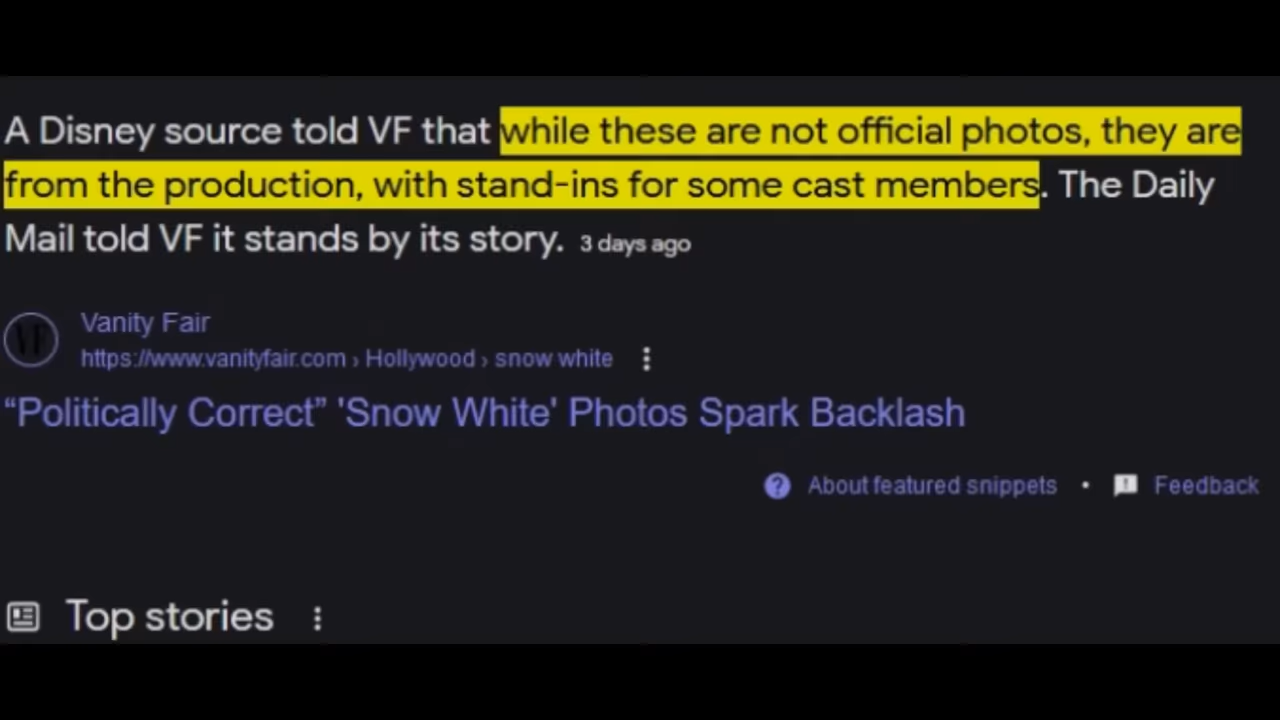 A Disney source told VF that while these are not official photos, they are
from the production, with stand-ins for some cast members. The Daily
Mail told VF it stands by its story. 3 days ago
VF
Vanity Fair
https://www.vanityfair.com › Hollywood › snow white
“Politically Correct” 'Snow White' Photos Spark Backlash
About featured snippets • Feedback
Top stories